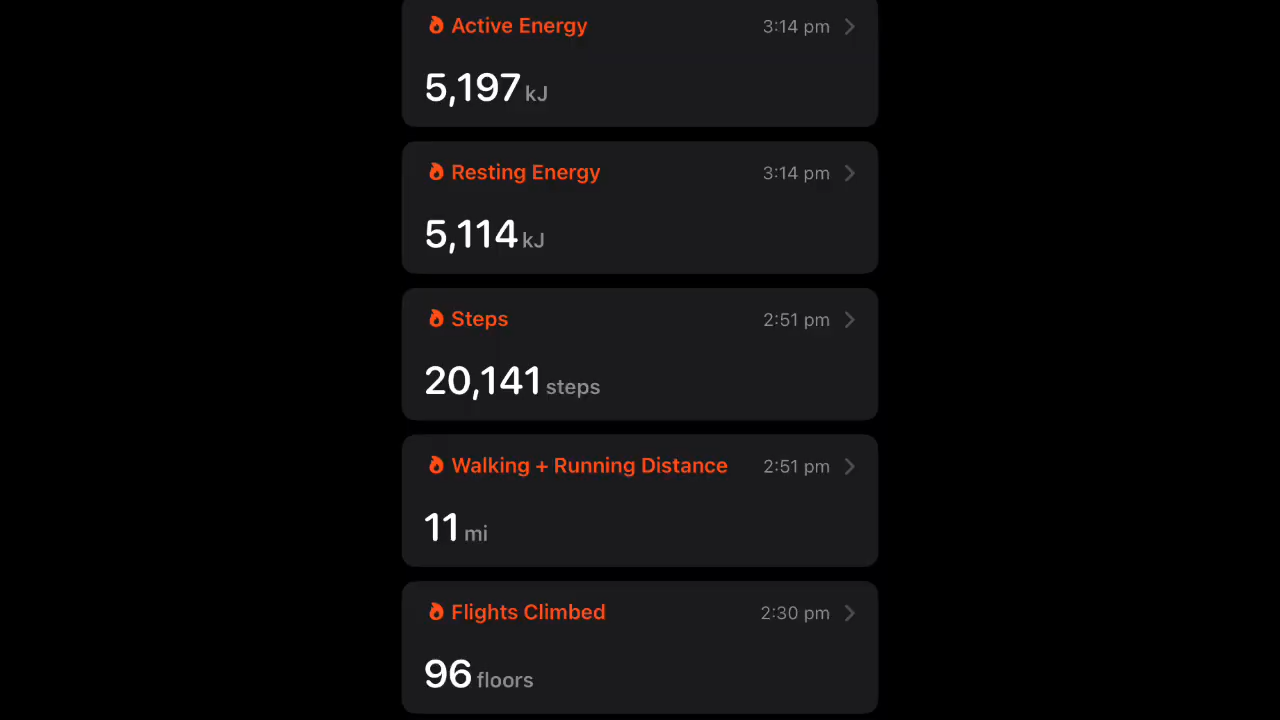 Active Energy 3:14 pm
5,197 kJ
Resting Energy 3:14 pm
5,114 kJ
Steps 2:51 pm
20,141 steps
Walking + Running Distance 2:51 pm
11 mi
Flights Climbed 2:30 pm
96 floors